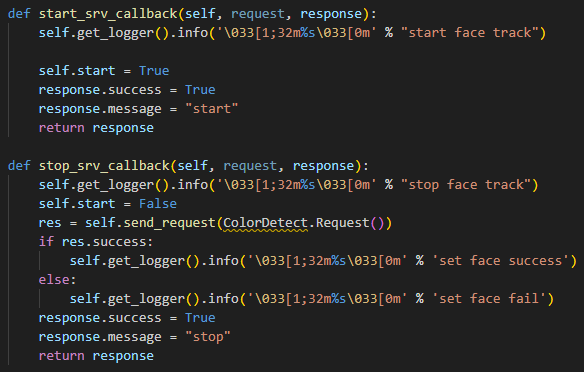 def start_srv_callback(self, request, response):
    self.get_logger().info('\033[1;32m%s\033[0m' % "start face track")

    self.start = True
    response.success = True
    response.message = "start"
    return response

def stop_srv_callback(self, request, response):
    self.get_logger().info('\033[1;32m%s\033[0m' % "stop face track")
    self.start = False
    res = self.send_request(ColorDetect.Request())
    if res.success:
        self.get_logger().info('\033[1;32m%s\033[0m' % 'set face success')
    else:
        self.get_logger().info('\033[1;32m%s\033[0m' % 'set face fail')
    response.success = True
    response.message = "stop"
    return response